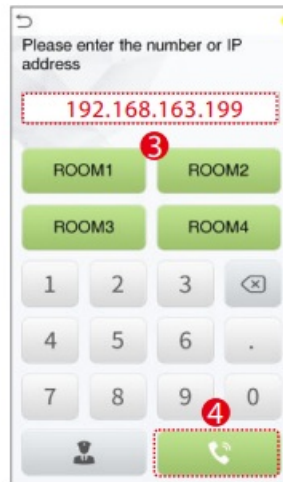 Please enter the number or IP
address
192.168.163.199
3
ROOM1 ROOM2
ROOM3 ROOM4
1 2 3
4 5 6 .
7 8 9 0
4